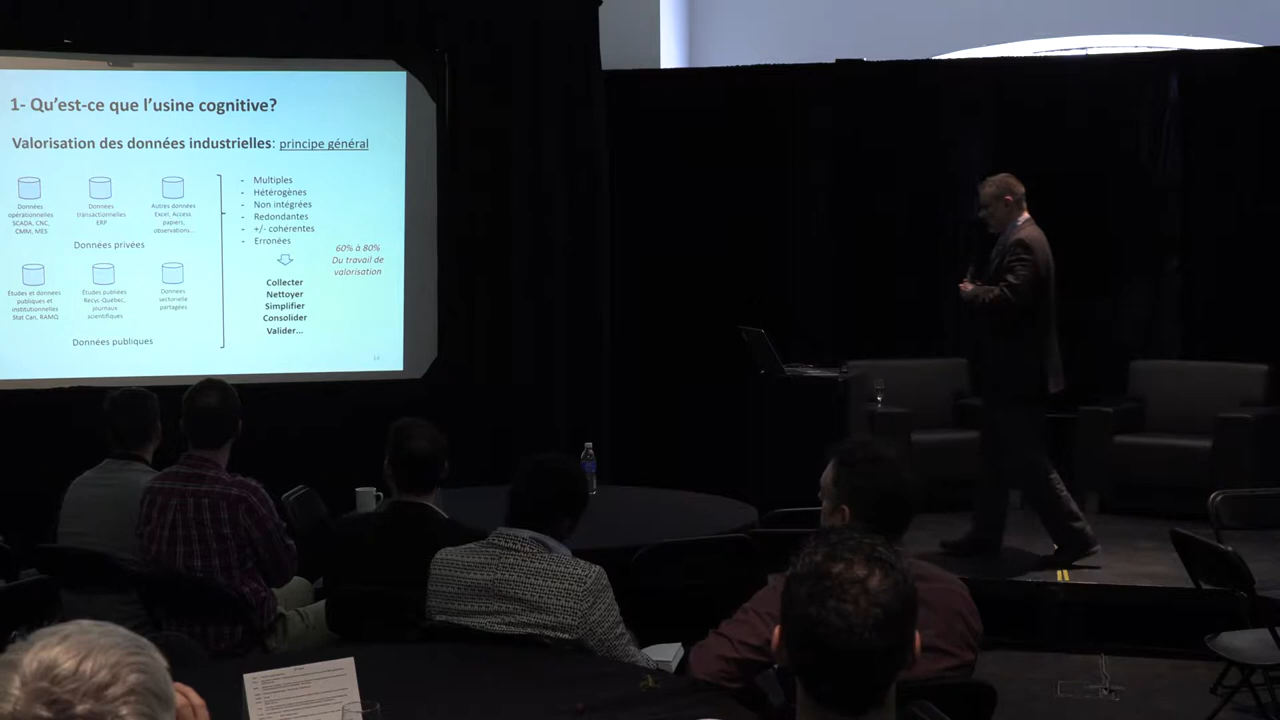 1- Qu'est-ce que l'usine cognitive?
Valorisation des données industrielles: principe général
Données
opérationnelles
SCADA, CNC,
CMM, MES
Données
transactionnelles
ERP
Autres données
Excel, Access,
papiers,
observations...
Données privées
Études et données
publiques et
institutionnelles
Stat Can, RAMQ
Études publiées
Recyc-Québec,
journaux
scientifiques
Données
sectorielle
partagées
Données publiques
- Multiples
- Hétérogènes
- Non intégrées
- Redondantes
- +/- cohérentes
- Erronées
60% à 80%
Du travail de
valorisation
Collecter
Nettoyer
Simplifier
Consolider
Valider...